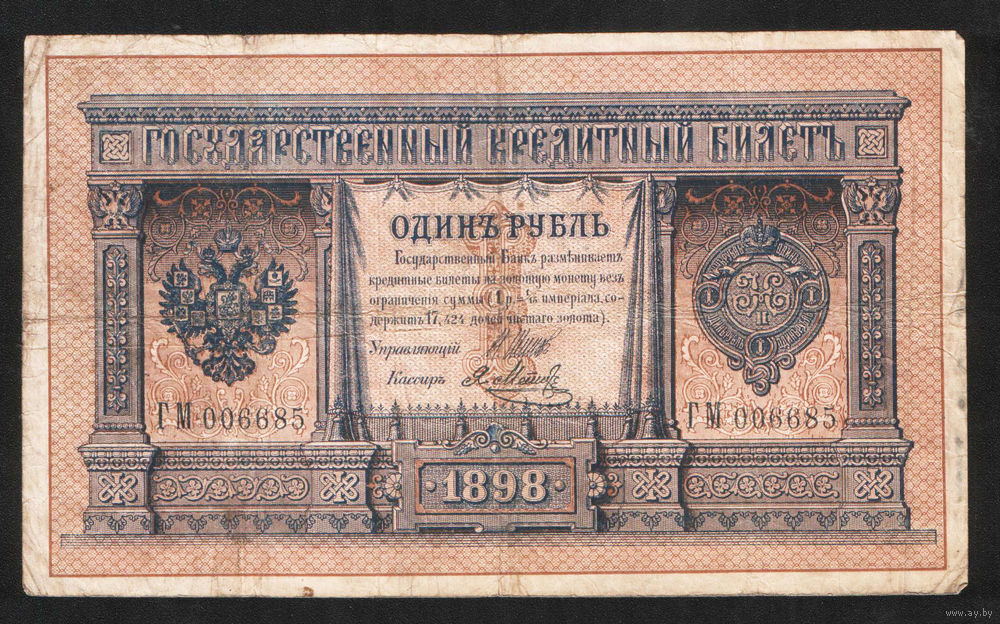 ГОСУДАРСТВЕННЫЙ КРЕДИТНЫЙ БИЛЕТЪ
ОДИНЪ РУБЛЬ
Государственный Банкъ размѣниваетъ
кредитные билеты на золотую монету безъ
ограниченія суммы (1 р.= 1/15 имперіала, со-
держитъ 17,424 долей чистаго золота).
Управляющій
Кассиръ
ГМ 006685
ГМ 006685
1898
www.ay.by